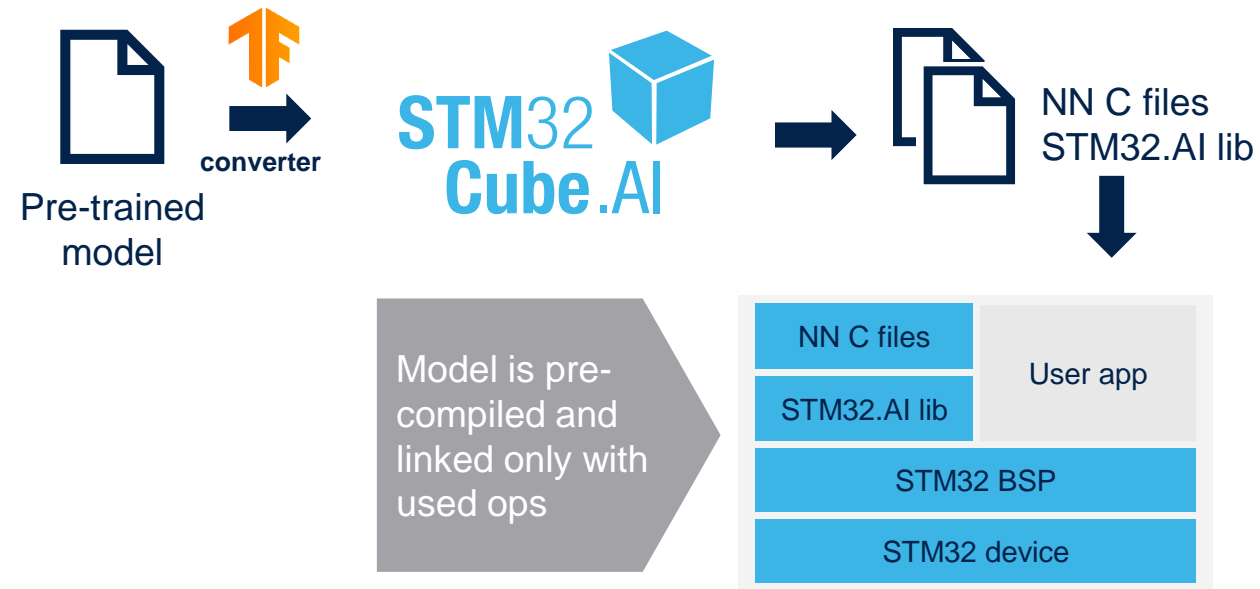 converter
Pre-trained
model
STM32
Cube.AI
NN C files
STM32.AI lib
Model is pre-
compiled and
linked only with
used ops
NN C files
STM32.AI lib
User app
STM32 BSP
STM32 device